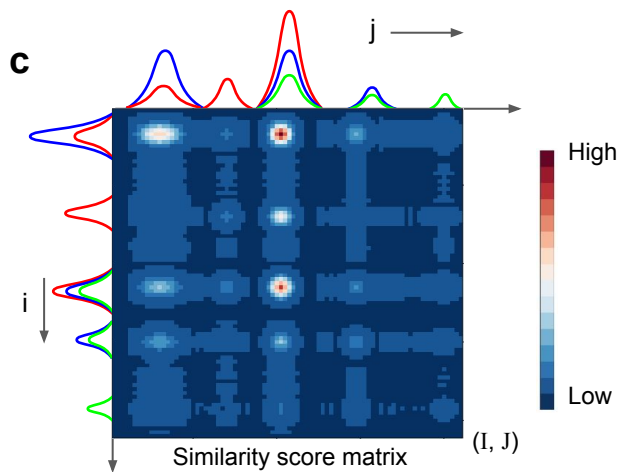 j
c
High
i
Low
(I, J)
Similarity score matrix